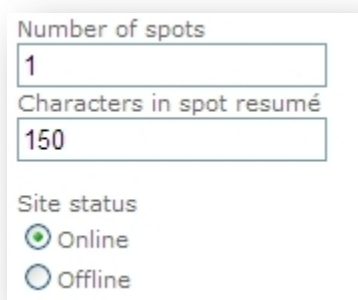 Number of spots
1
Characters in spot resumé
150
Site status
Online
Offline